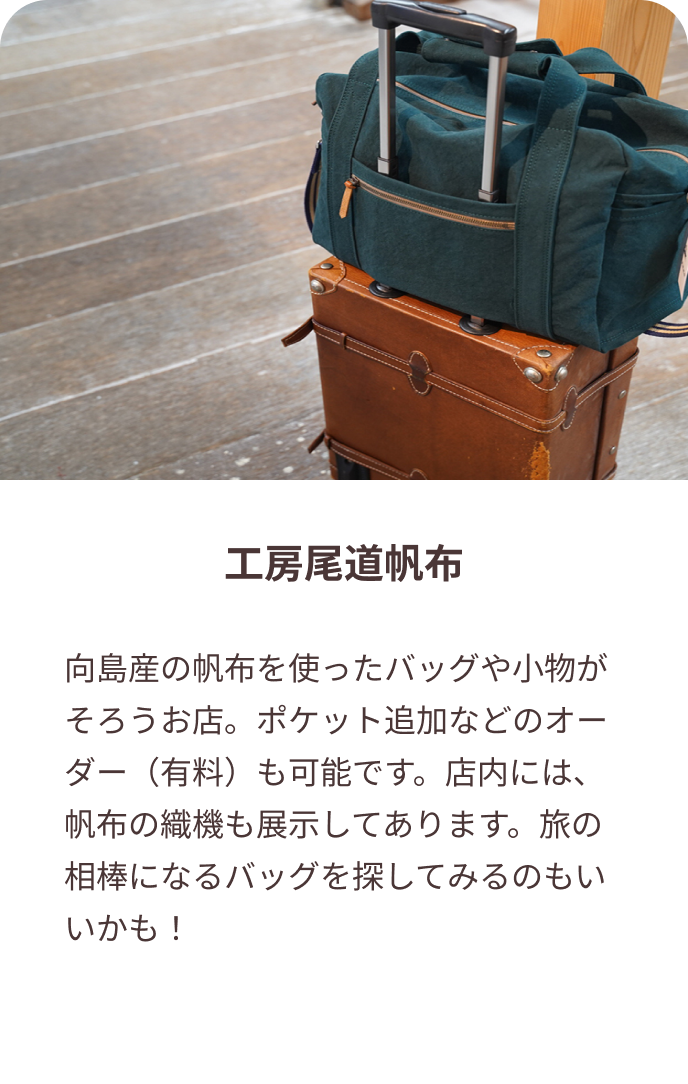 工房尾道帆布
向島産の帆布を使ったバッグや小物が
そろうお店。ポケット追加などのオー
ダー（有料）も可能です。店内には、
帆布の織機も展示してあります。旅の
相棒になるバッグを探してみるのもい
いかも！